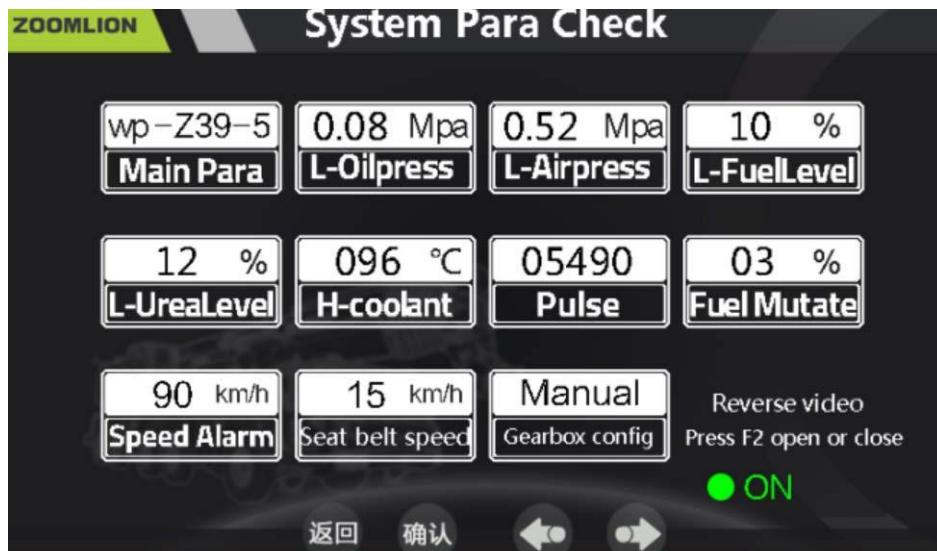 ZOOMLION
System Para Check
wp-Z39-5
Main Para
0.08 Mpa
L-Oilpress
0.52 Mpa
L-Airpress
10 %
L-FuelLevel
12 %
L-UreaLevel
096 °C
H-coolant
05490
Pulse
03 %
Fuel Mutate
90 km/h
Speed Alarm
15 km/h
Seat belt speed
Manual
Gearbox config
Reverse video
Press F2 open or close
ON
返回
确认